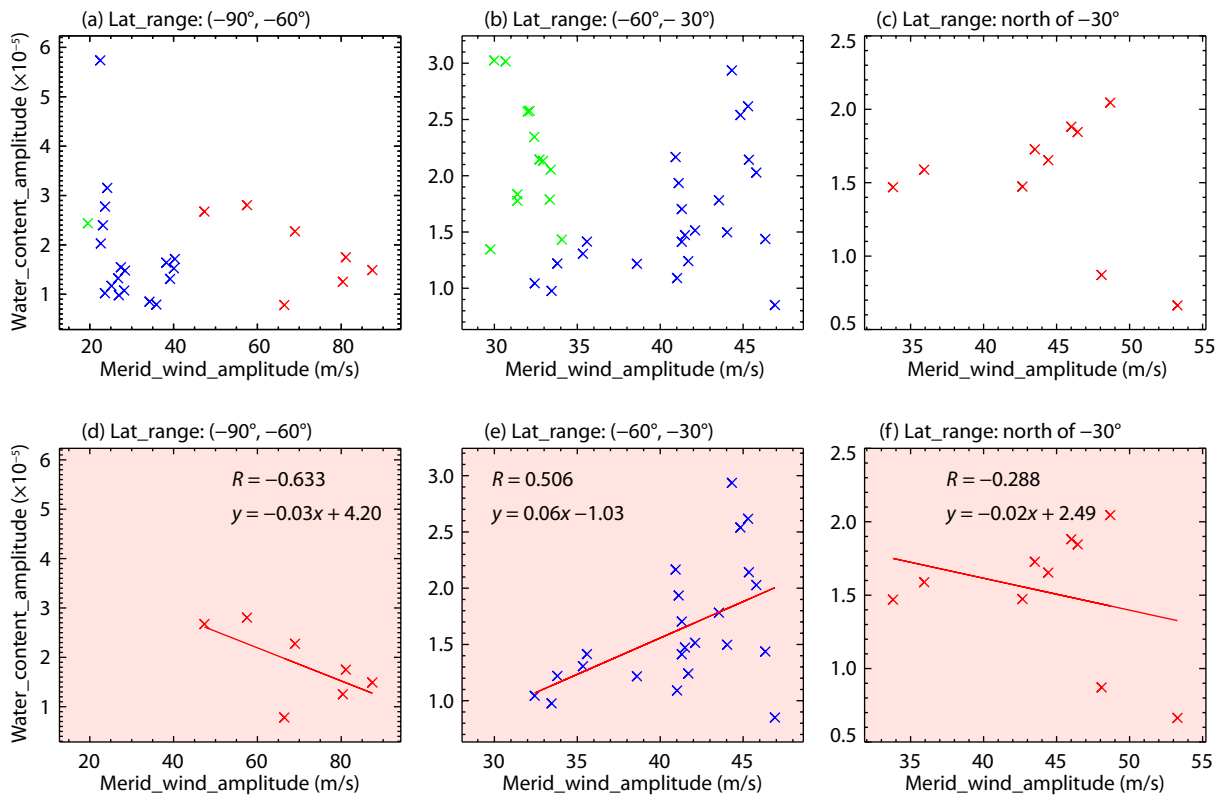 (a) Lat_range: (−90°, −60°)
(b) Lat_range: (−60°,− 30°)
(c) Lat_range: north of −30°
Water_content_amplitude (×10⁻⁵)
6
5
4
3
2
1
20 40 60 80
Merid_wind_amplitude (m/s)
3.0
2.5
2.0
1.5
1.0
30 35 40 45
Merid_wind_amplitude (m/s)
2.5
2.0
1.5
1.0
0.5
35 40 45 50 55
Merid_wind_amplitude (m/s)
(d) Lat_range: (−90°, −60°)
(e) Lat_range: (−60°, −30°)
(f) Lat_range: north of −30°
Water_content_amplitude (×10⁻⁵)
6
5
4
3
2
1
R = −0.633
y = −0.03x + 4.20
20 40 60 80
Merid_wind_amplitude (m/s)
3.0
2.5
2.0
1.5
1.0
R = 0.506
y = 0.06x −1.03
30 35 40 45
Merid_wind_amplitude (m/s)
2.5
2.0
1.5
1.0
0.5
R = −0.288
y = −0.02x + 2.49
35 40 45 50 55
Merid_wind_amplitude (m/s)